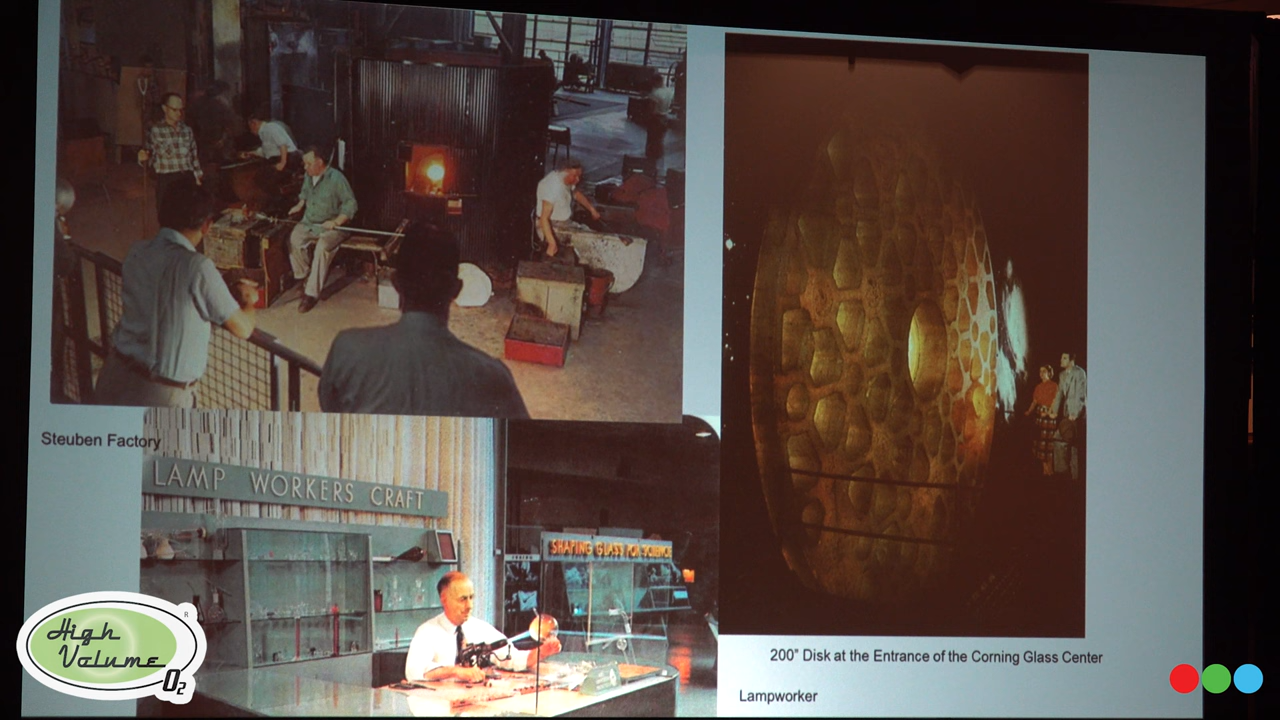 Steuben Factory
LAMP WORKERS CRAFT
SHAPING GLASS FOR SCIENCE
200" Disk at the Entrance of the Corning Glass Center
Lampworker
High
Volume
O2
R